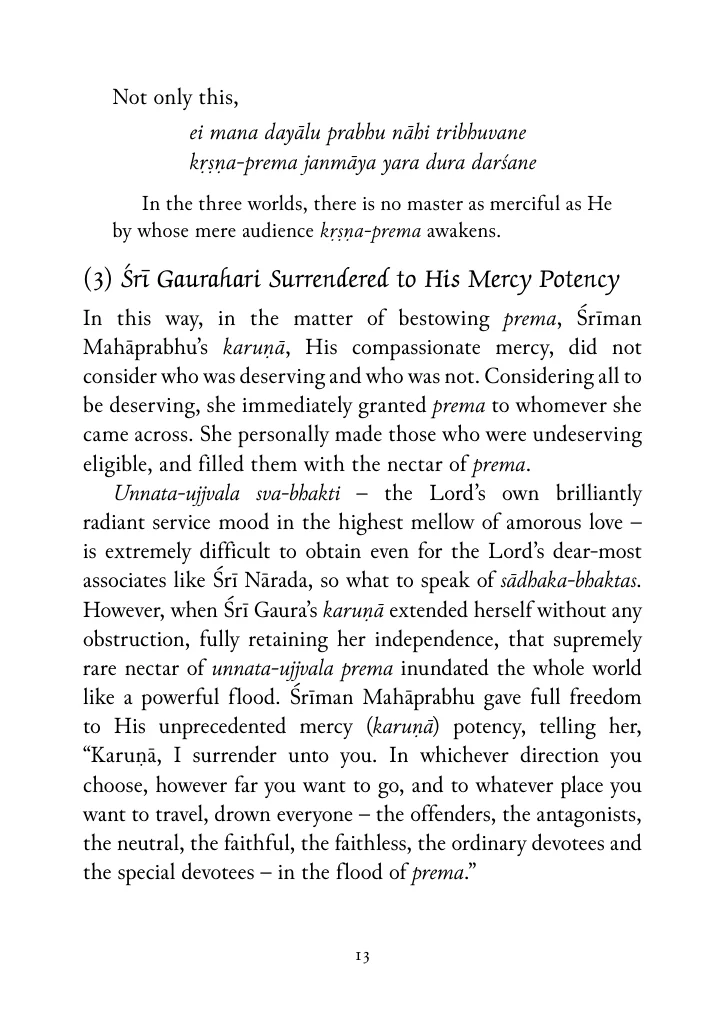 Not only this,
ei mana dayālu prabhu nāhi tribhuvane
kṛṣṇa-prema janmāya yara dura darśane
In the three worlds, there is no master as merciful as He
by whose mere audience kṛṣṇa-prema awakens.
(3) Śrī Gaurahari Surrendered to His Mercy Potency
In this way, in the matter of bestowing prema, Śrīman
Mahāprabhu’s karuṇā, His compassionate mercy, did not
consider who was deserving and who was not. Considering all to
be deserving, she immediately granted prema to whomever she
came across. She personally made those who were undeserving
eligible, and filled them with the nectar of prema.
Unnata-ujjvala sva-bhakti – the Lord’s own brilliantly
radiant service mood in the highest mellow of amorous love –
is extremely difficult to obtain even for the Lord’s dear-most
associates like Śrī Nārada, so what to speak of sādhaka-bhaktas.
However, when Śrī Gaura’s karuṇā extended herself without any
obstruction, fully retaining her independence, that supremely
rare nectar of unnata-ujjvala prema inundated the whole world
like a powerful flood. Śrīman Mahāprabhu gave full freedom
to His unprecedented mercy (karuṇā) potency, telling her,
“Karuṇā, I surrender unto you. In whichever direction you
choose, however far you want to go, and to whatever place you
want to travel, drown everyone – the offenders, the antagonists,
the neutral, the faithful, the faithless, the ordinary devotees and
the special devotees – in the flood of prema.”
13